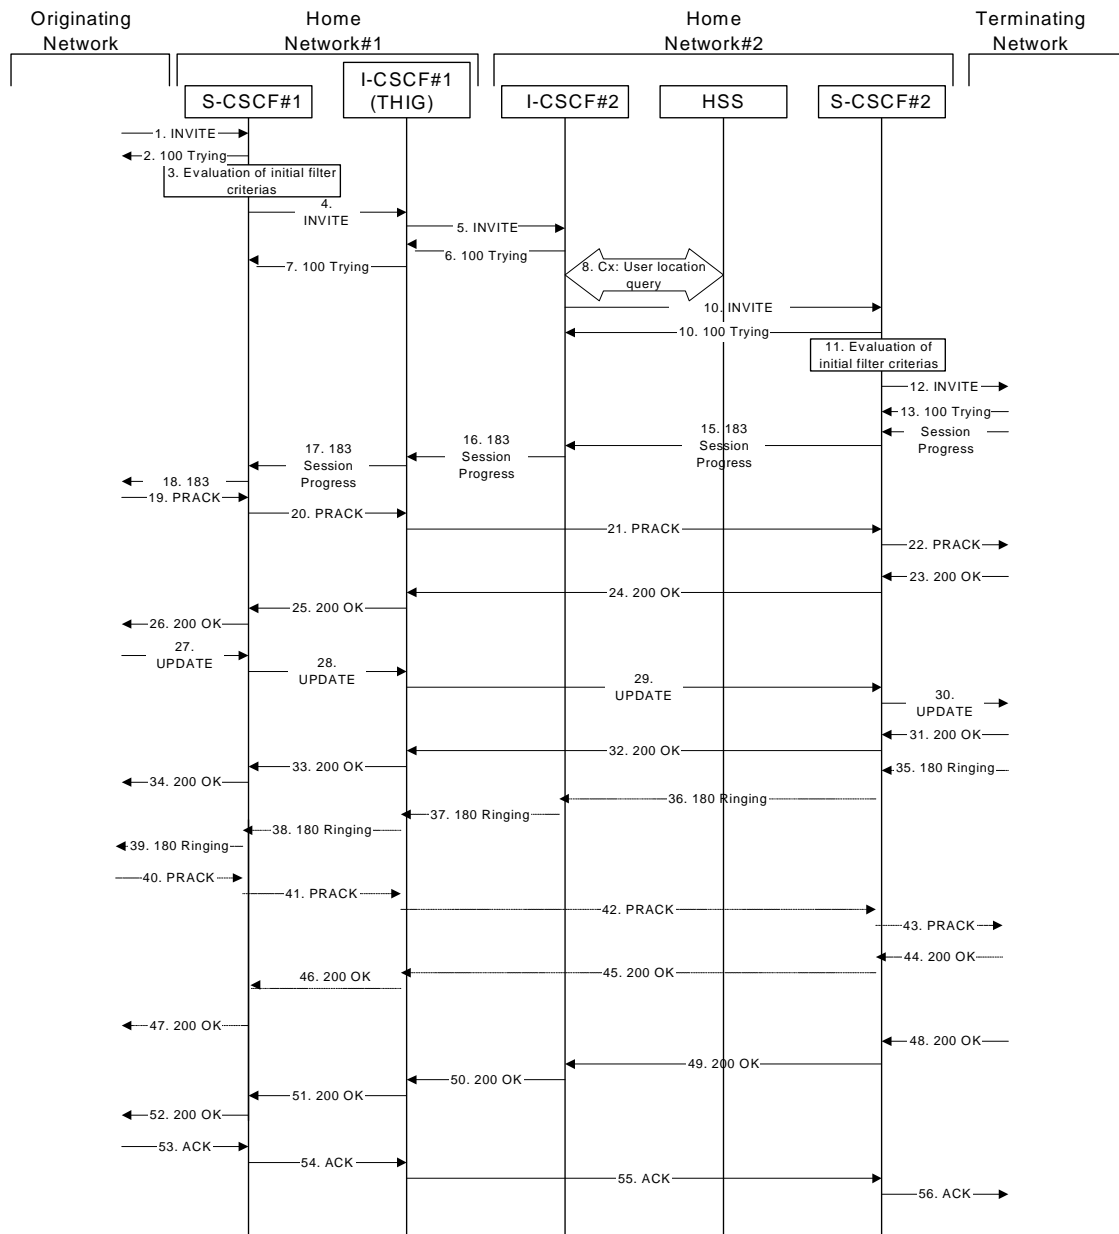 Originating
Network
Home
Network#1
Home
Network#2
Terminating
Network
S-CSCF#1
I-CSCF#1
(THIG)
I-CSCF#2
HSS
S-CSCF#2
1. INVITE
2. 100 Trying
3. Evaluation of initial filter
criterias
4.
INVITE
5. INVITE
6. 100 Trying
7. 100 Trying
8. Cx: User location
query
10. INVITE
10. 100 Trying
11. Evaluation of
initial filter criterias
12. INVITE
13. 100 Trying
Session
Progress
15. 183
Session
Progress
16. 183
Session
Progress
17. 183
Session
Progress
18. 183
19. PRACK
20. PRACK
21. PRACK
22. PRACK
23. 200 OK
24. 200 OK
25. 200 OK
26. 200 OK
27.
UPDATE
28.
UPDATE
29.
UPDATE
30.
UPDATE
31. 200 OK
32. 200 OK
33. 200 OK
34. 200 OK
35. 180 Ringing
36. 180 Ringing
37. 180 Ringing
38. 180 Ringing
39. 180 Ringing
40. PRACK
41. PRACK
42. PRACK
43. PRACK
44. 200 OK
45. 200 OK
46. 200 OK
47. 200 OK
48. 200 OK
49. 200 OK
50. 200 OK
51. 200 OK
52. 200 OK
53. ACK
54. ACK
55. ACK
56. ACK